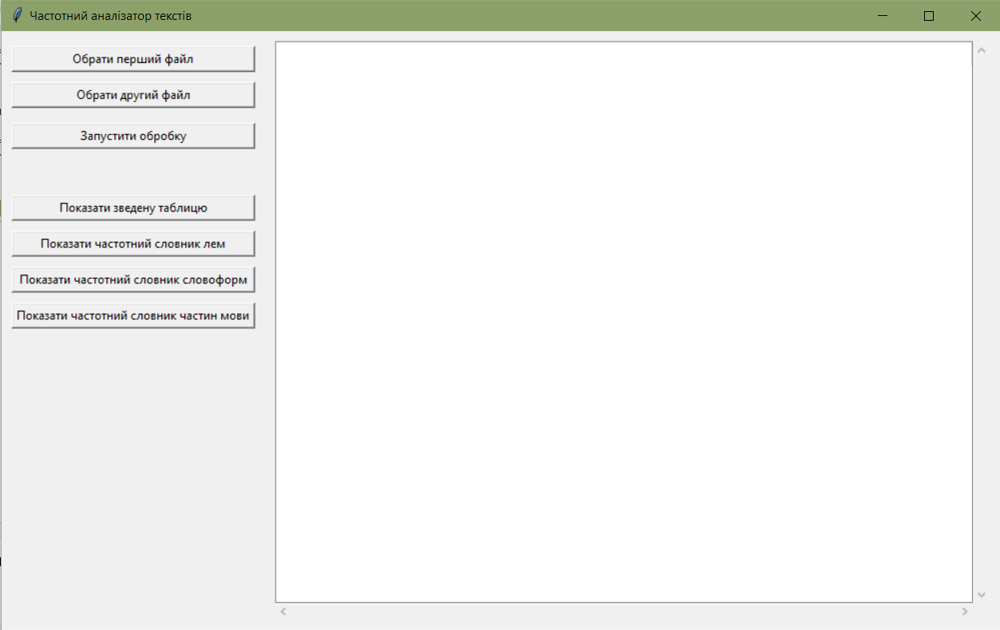 Частотний аналізатор текстів
Обрати перший файл
Обрати другий файл
Запустити обробку
Показати зведену таблицю
Показати частотний словник лем
Показати частотний словник словоформ
Показати частотний словник частин мови